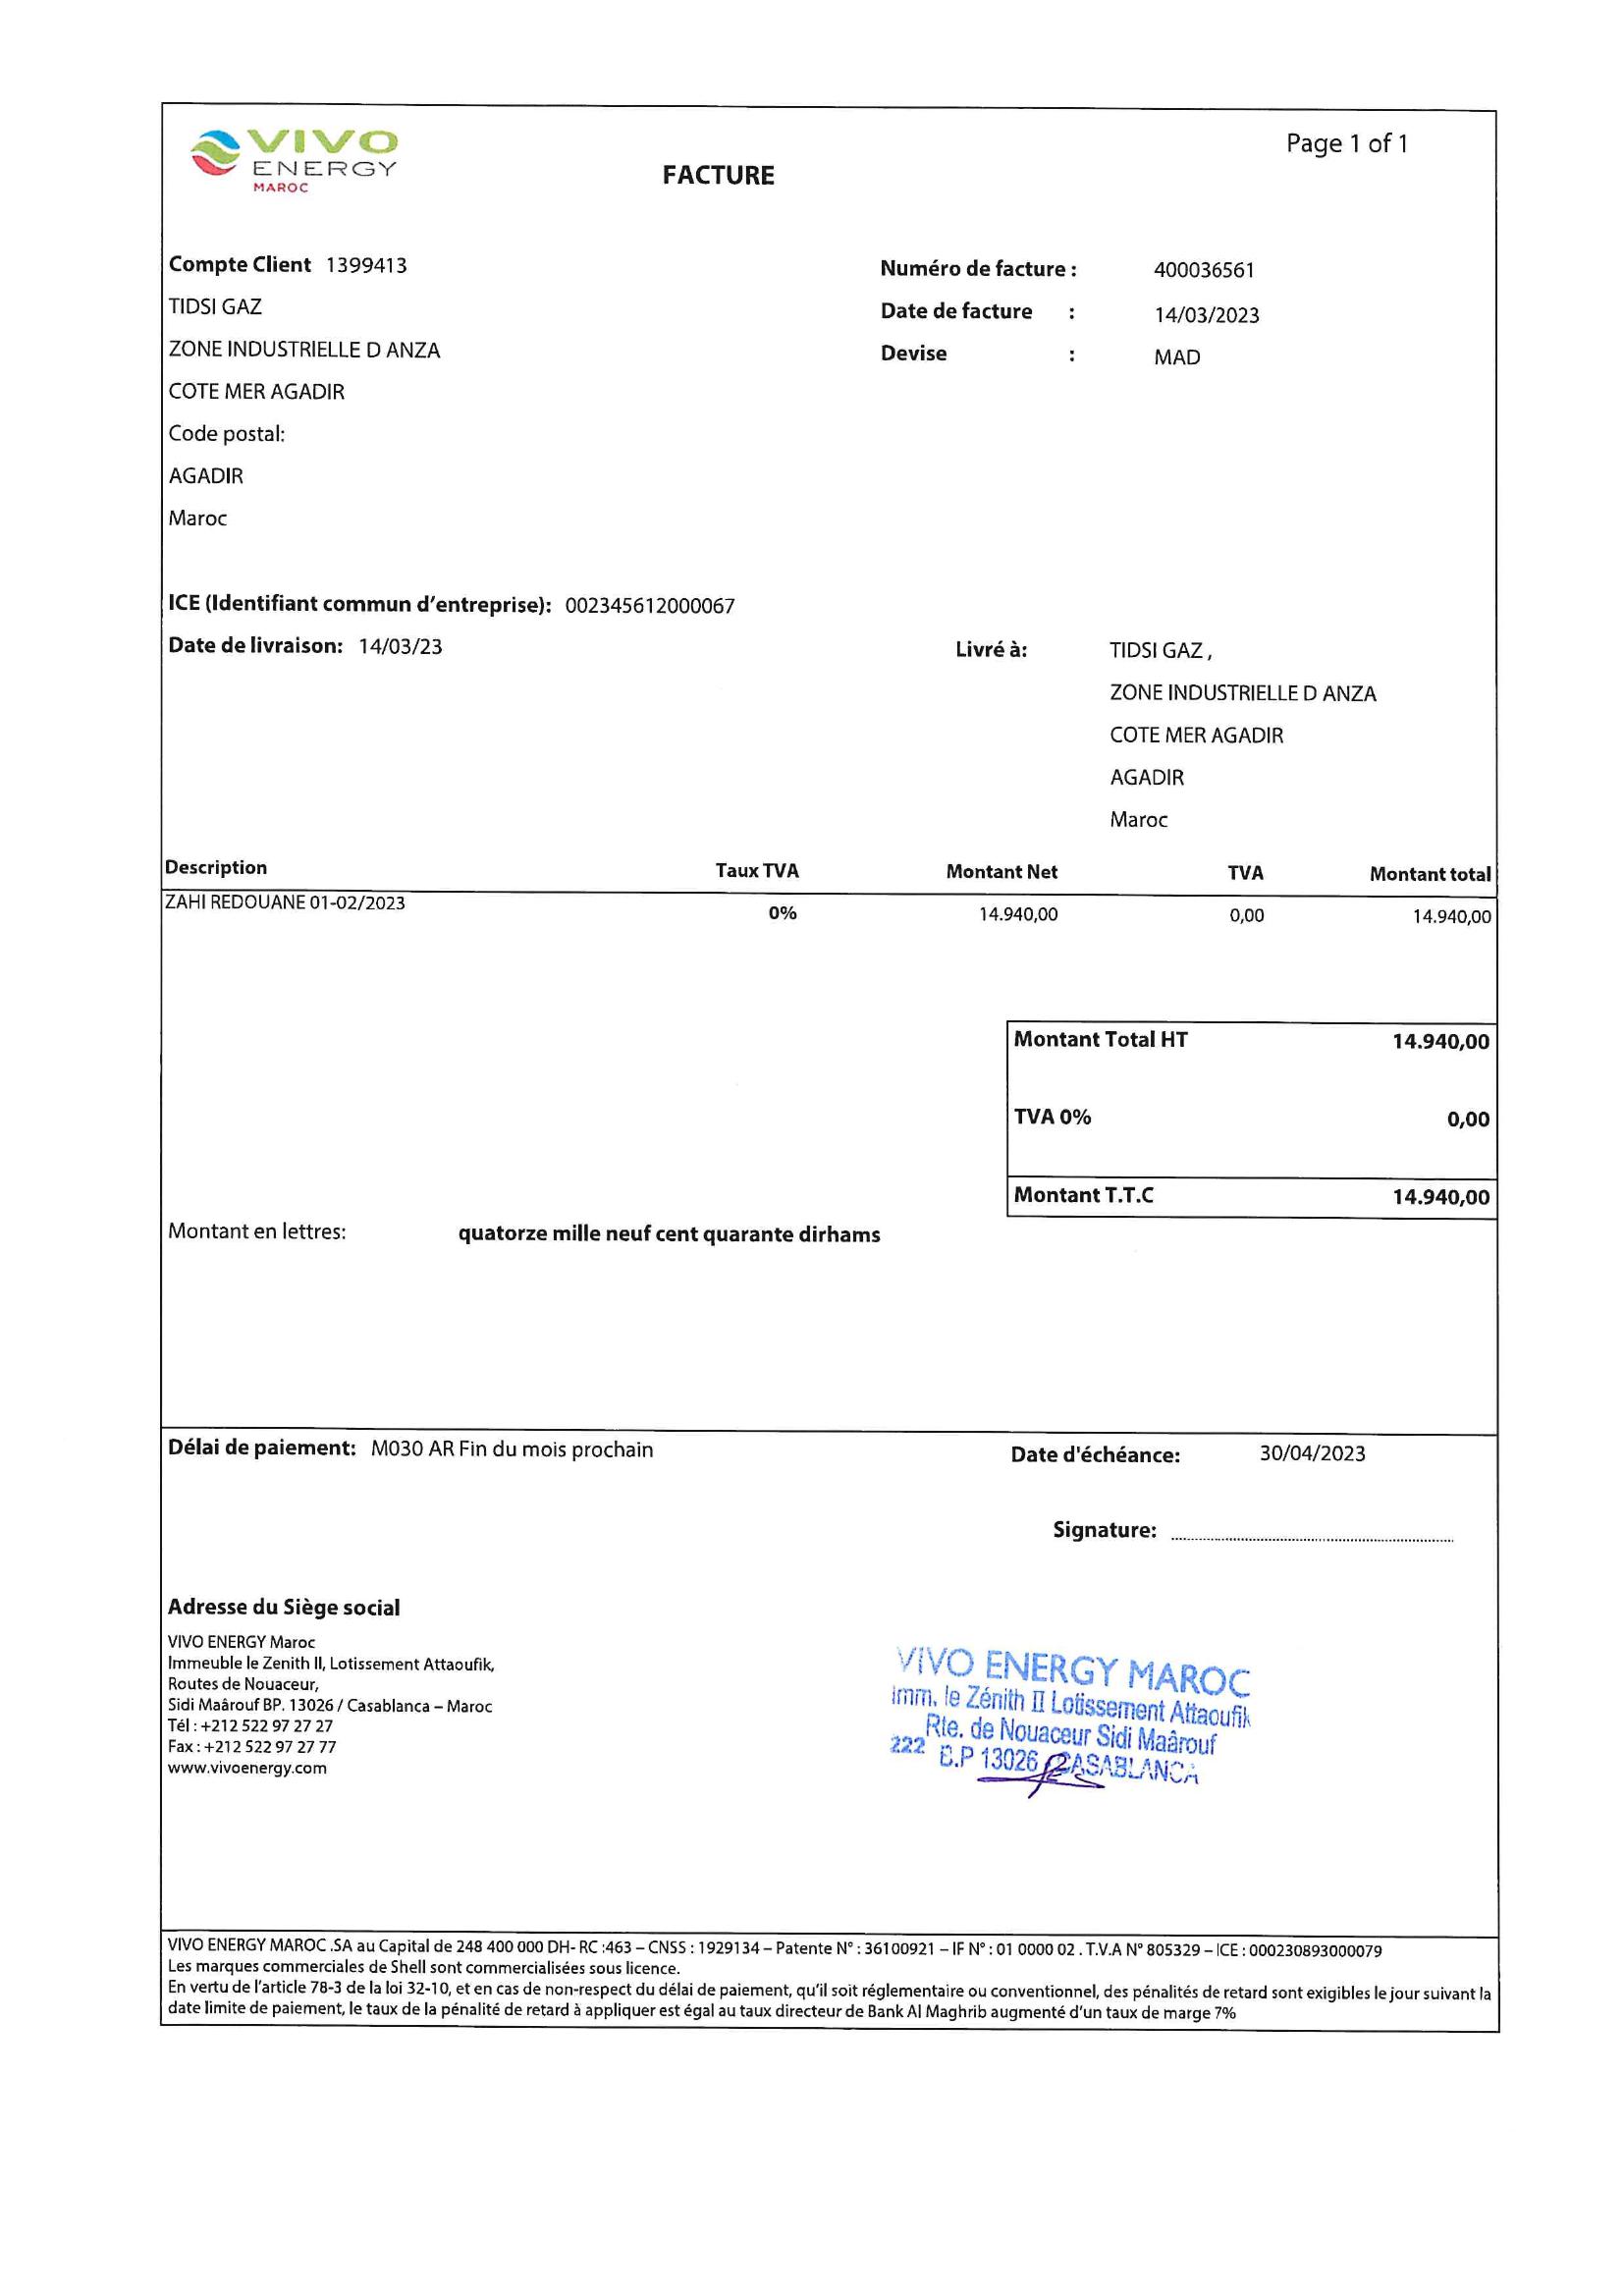 VIVO
ENERGY
MAROC
Page 1 of 1
FACTURE
Compte Client 1399413
TIDSI GAZ
ZONE INDUSTRIELLE D ANZA
COTE MER AGADIR
Code postal:
AGADIR
Maroc
Numéro de facture : 400036561
Date de facture : 14/03/2023
Devise : MAD
ICE (Identifiant commun d'entreprise): 002345612000067
Date de livraison: 14/03/23
Livré à: TIDSI GAZ ,
ZONE INDUSTRIELLE D ANZA
COTE MER AGADIR
AGADIR
Maroc
Description Taux TVA Montant Net TVA Montant total
ZAHI REDOUANE 01-02/2023 0% 14.940,00 0,00 14.940,00
Montant Total HT 14.940,00
TVA 0% 0,00
Montant T.T.C 14.940,00
Montant en lettres: quatorze mille neuf cent quarante dirhams
Délai de paiement: M030 AR Fin du mois prochain
Date d'échéance: 30/04/2023
Signature:
Adresse du Siège social
VIVO ENERGY Maroc
Immeuble le Zenith II, Lotissement Attaoufik,
Routes de Nouaceur,
Sidi Maârouf BP. 13026 / Casablanca – Maroc
Tél : +212 522 97 27 27
Fax : +212 522 97 27 77
www.vivoenergy.com
VIVO ENERGY MAROC
Imm. le Zénith II Lotissement Attaoufik
Rte. de Nouaceur Sidi Maârouf
222 B.P 13026 CASABLANCA
VIVO ENERGY MAROC .SA au Capital de 248 400 000 DH- RC :463 – CNSS : 1929134 – Patente N° : 36100921 – IF N° : 01 0000 02 . T.V.A N° 805329 – ICE : 000230893000079
Les marques commerciales de Shell sont commercialisées sous licence.
En vertu de l'article 78-3 de la loi 32-10, et en cas de non-respect du délai de paiement, qu'il soit réglementaire ou conventionnel, des pénalités de retard sont exigibles le jour suivant la
date limite de paiement, le taux de la pénalité de retard à appliquer est égal au taux directeur de Bank Al Maghrib augmenté d'un taux de marge 7%